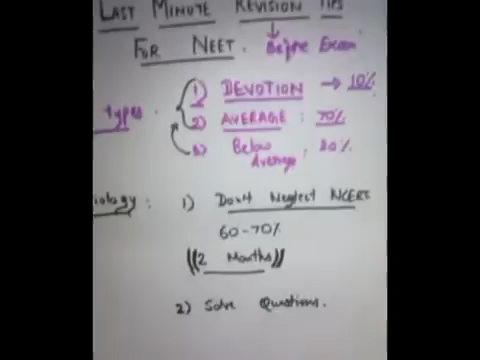 LAST MINUTE REVISION TIPS
FOR NEET. Before Exam
Types. 1) DEVOTION → 10%
2) AVERAGE : 70%
3) Below Average : 20%
iology : 1) Don't Neglect NCERT
60-70%
((2 Months))
2) Solve Questions.